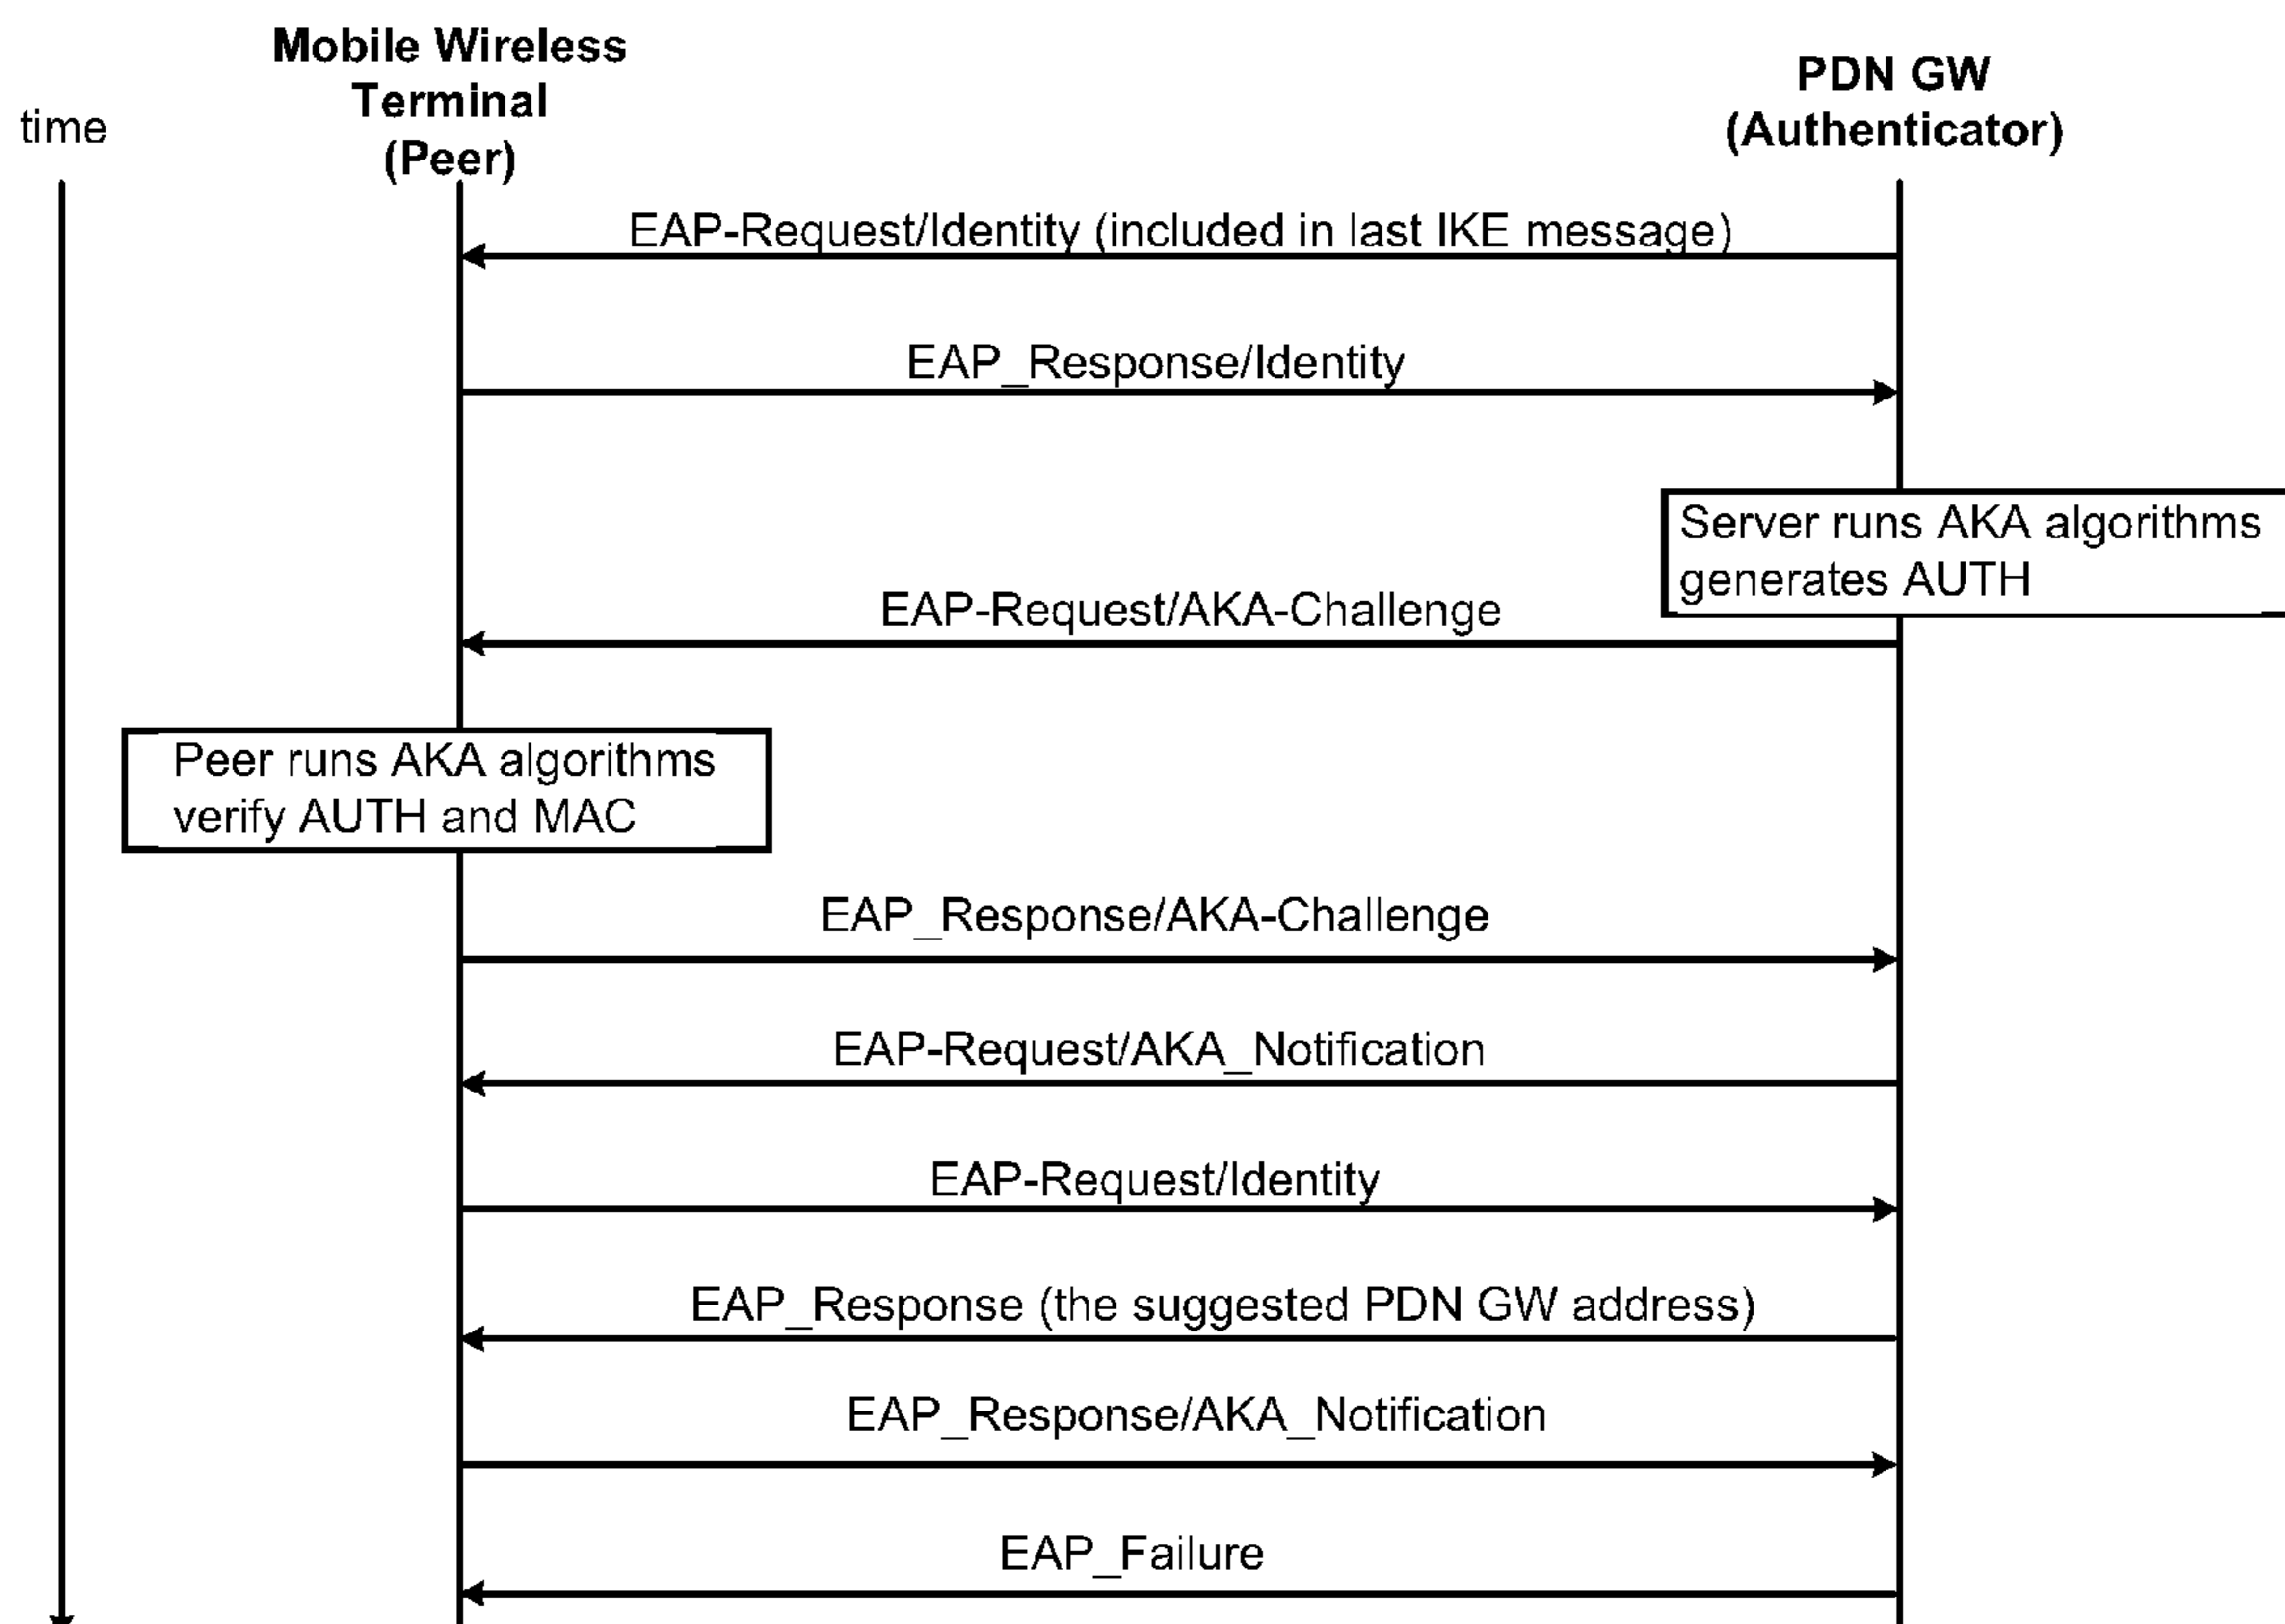 Mobile Wireless
Terminal
(Peer)
PDN GW
(Authenticator)
time
EAP-Request/Identity (included in last IKE message)
EAP_Response/Identity
Server runs AKA algorithms
generates AUTH
EAP-Request/AKA-Challenge
Peer runs AKA algorithms
verify AUTH and MAC
EAP_Response/AKA-Challenge
EAP-Request/AKA_Notification
EAP-Request/Identity
EAP_Response (the suggested PDN GW address)
EAP_Response/AKA_Notification
EAP_Failure